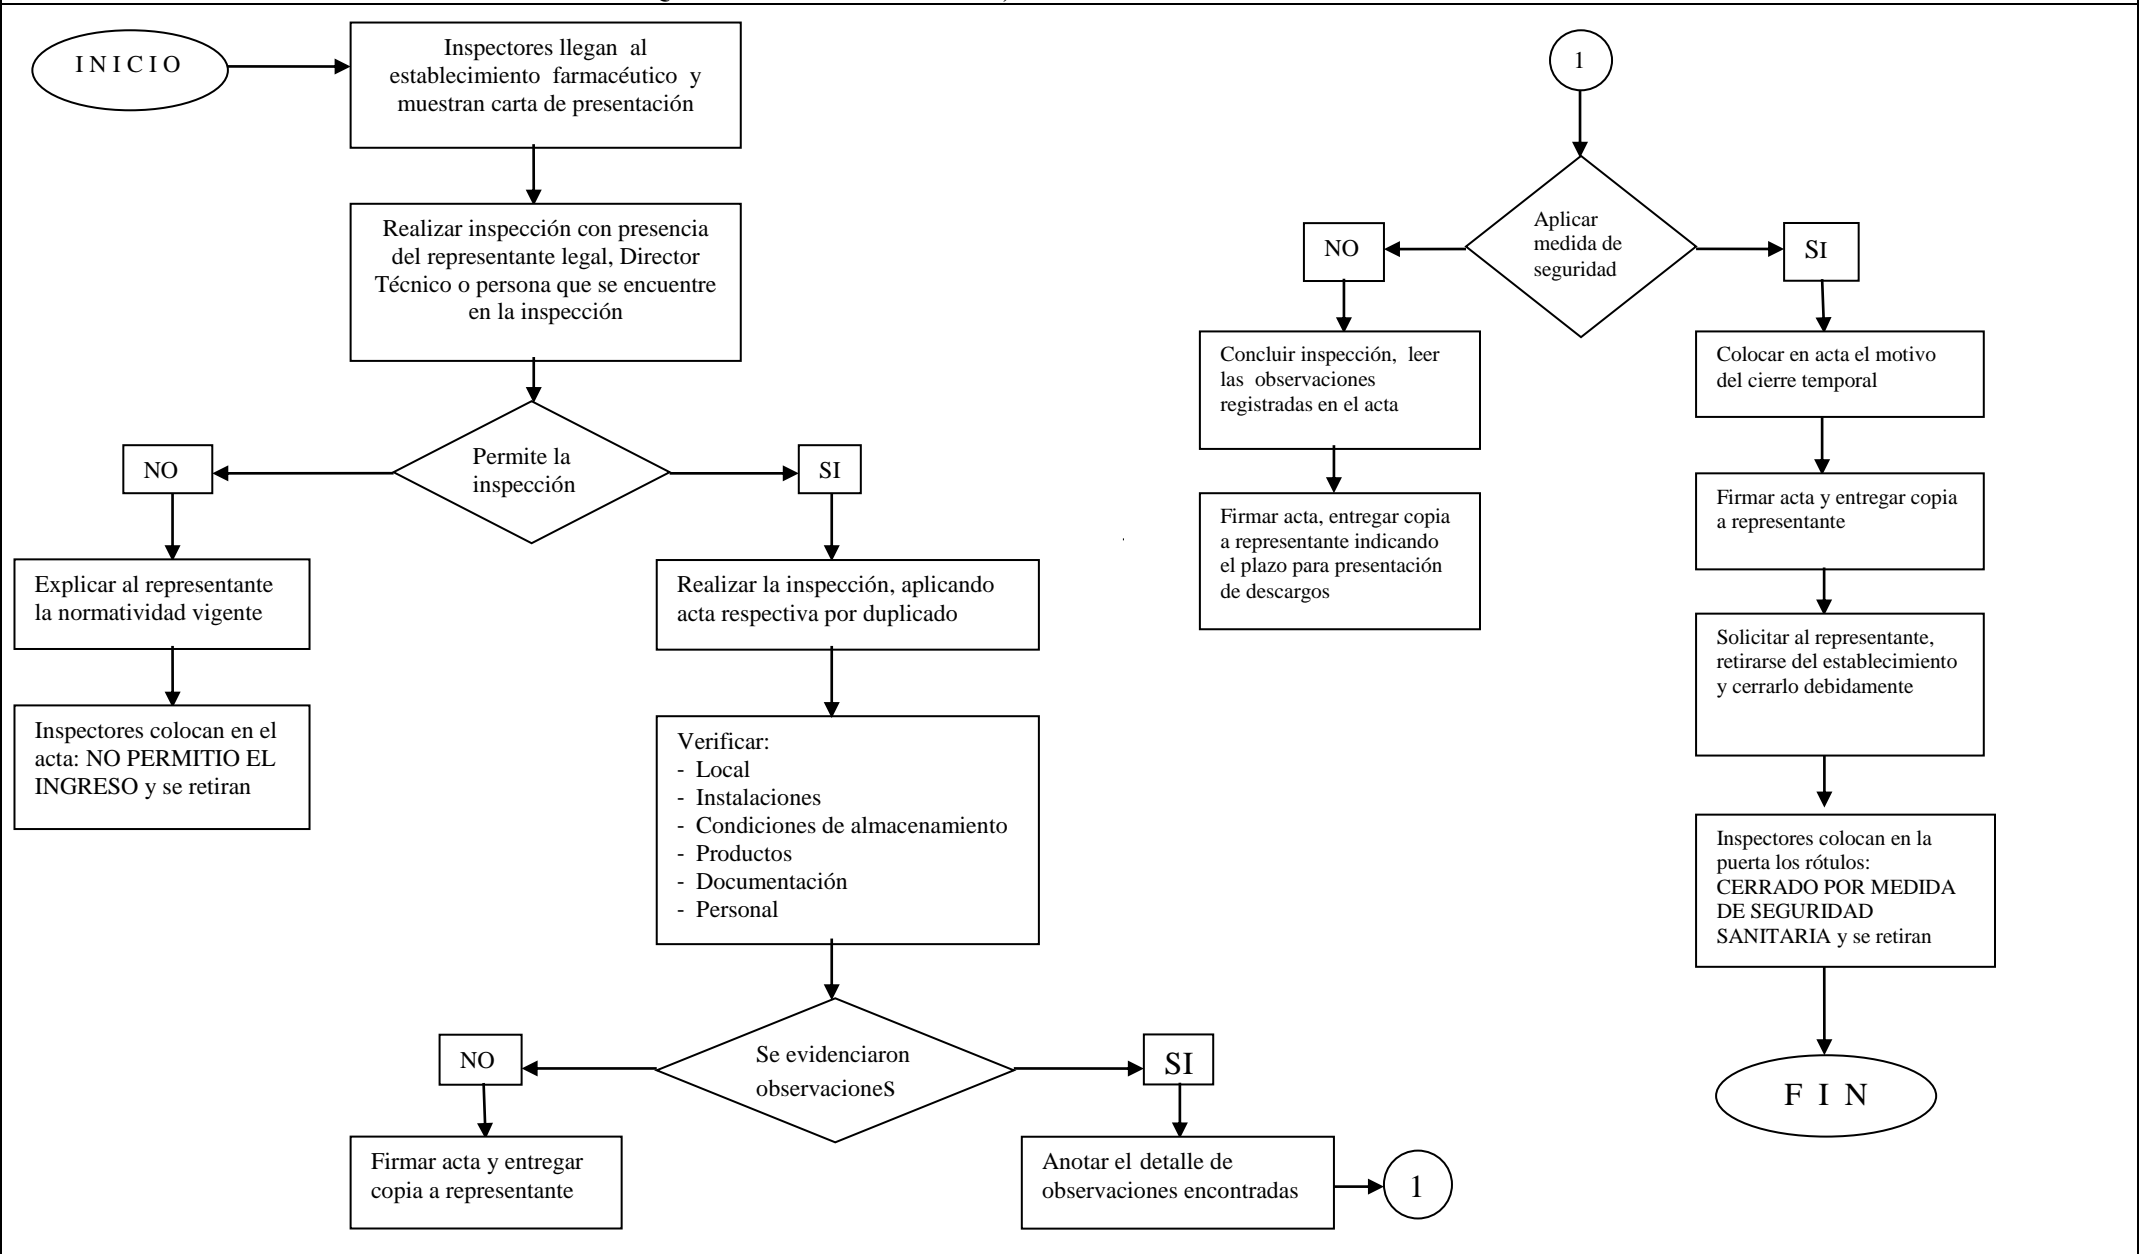 INICIO
Inspectores llegan al
establecimiento farmacéutico y
muestran carta de presentación
Realizar inspección con presencia
del representante legal, Director
Técnico o persona que se encuentre
en la inspección
Permite la
inspección
NO
SI
Explicar al representante
la normatividad vigente
Inspectores colocan en el
acta: NO PERMITIO EL
INGRESO y se retiran
Realizar la inspección, aplicando
acta respectiva por duplicado
Verificar:
- Local
- Instalaciones
- Condiciones de almacenamiento
- Productos
- Documentación
- Personal
Se evidenciaron
observacioneS
NO
SI
Firmar acta y entregar
copia a representante
Anotar el detalle de
observaciones encontradas
1
1
Aplicar
medida de
seguridad
NO
SI
Concluir inspección, leer
las observaciones
registradas en el acta
Firmar acta, entregar copia
a representante indicando
el plazo para presentación
de descargos
Colocar en acta el motivo
del cierre temporal
Firmar acta y entregar copia
a representante
Solicitar al representante,
retirarse del establecimiento
y cerrarlo debidamente
Inspectores colocan en la
puerta los rótulos:
CERRADO POR MEDIDA
DE SEGURIDAD
SANITARIA y se retiran
F I N